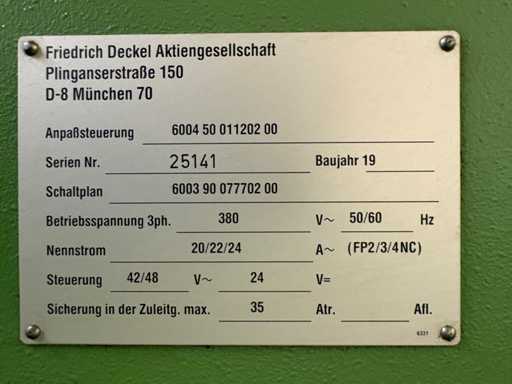 Friedrich Deckel Aktiengesellschaft
Plinganserstraße 150
D-8 München 70
Anpaßsteuerung 6004 50 011202 00
Serien Nr. 25141 Baujahr 19
Schaltplan 6003 90 077702 00
Betriebsspannung 3ph. 380 V~ 50/60 Hz
Nennstrom 20/22/24 A~ (FP2/3/4NC)
Steuerung 42/48 V~ 24 V=
Sicherung in der Zuleitg. max. 35 Atr. Afl.
6331